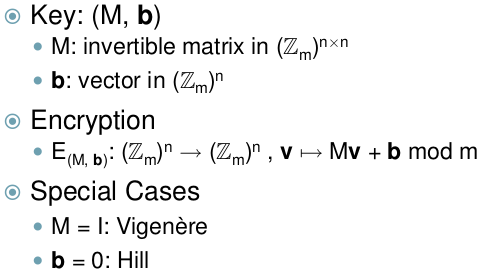 Key: (M, b)
M: invertible matrix in (ℤm)n×n
b: vector in (ℤm)n
Encryption
E(M, b): (ℤm)n → (ℤm)n , v ↦ Mv + b mod m
Special Cases
M = I: Vigenère
b = 0: Hill